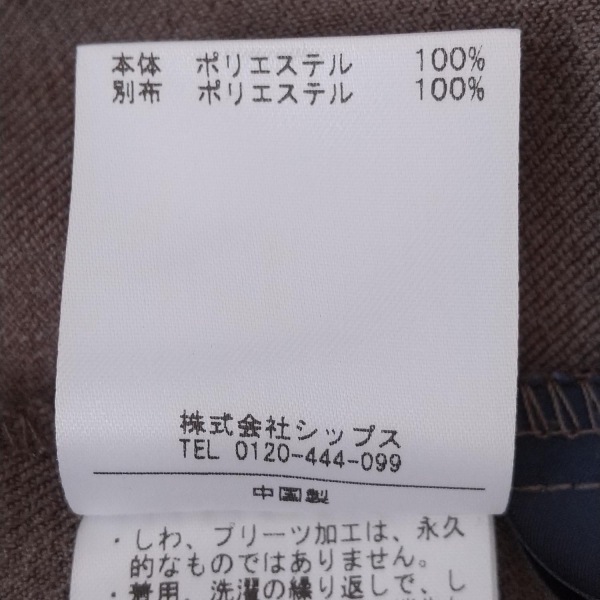 本体 ポリエステル 100%
別布 ポリエステル 100%
株式会社シップス
TEL 0120-444-099
中国製
・しわ、プリーツ加工は、永久
的なものではありません。
・着用、洗濯の繰り返しで、し